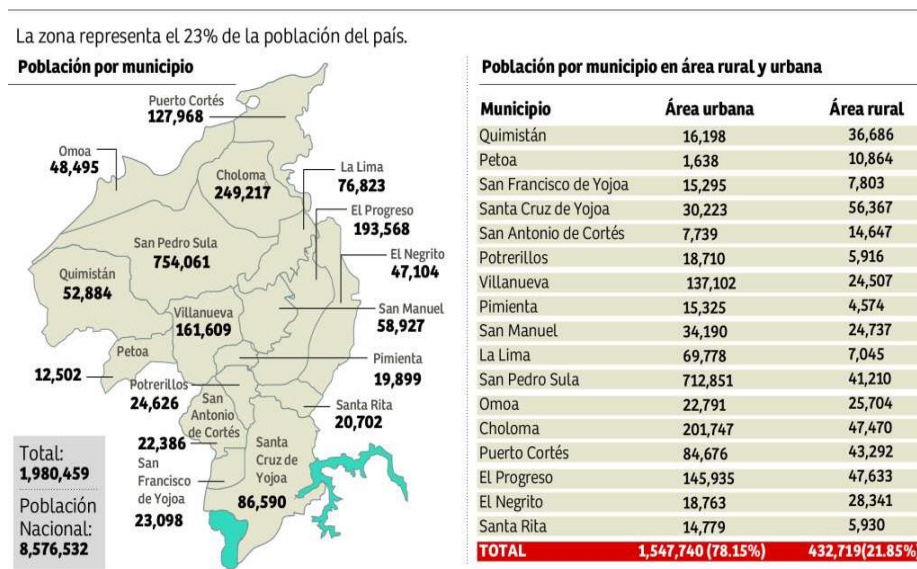 La zona representa el 23% de la población del país.
Población por municipio
Puerto Cortés
127,968
Omoa
48,495
Choloma
249,217
La Lima
76,823
El Progreso
193,568
San Pedro Sula
754,061
El Negrito
47,104
Quimistán
52,884
Villanueva
161,609
San Manuel
58,927
Petoa
12,502
Pimienta
19,899
Potrerillos
24,626
San
Antonio
de Cortés
22,386
Santa Rita
20,702
San
Francisco
de Yojoa
23,098
Santa
Cruz de
Yojoa
86,590
Total:
1,980,459
Población
Nacional:
8,576,532
Población por municipio en área rural y urbana
Municipio Área urbana Área rural
Quimistán 16,198 36,686
Petoa 1,638 10,864
San Francisco de Yojoa 15,295 7,803
Santa Cruz de Yojoa 30,223 56,367
San Antonio de Cortés 7,739 14,647
Potrerillos 18,710 5,916
Villanueva 137,102 24,507
Pimienta 15,325 4,574
San Manuel 34,190 24,737
La Lima 69,778 7,045
San Pedro Sula 712,851 41,210
Omoa 22,791 25,704
Choloma 201,747 47,470
Puerto Cortés 84,676 43,292
El Progreso 145,935 47,633
El Negrito 18,763 28,341
Santa Rita 14,779 5,930
TOTAL 1,547,740 (78.15%) 432,719(21.85%)